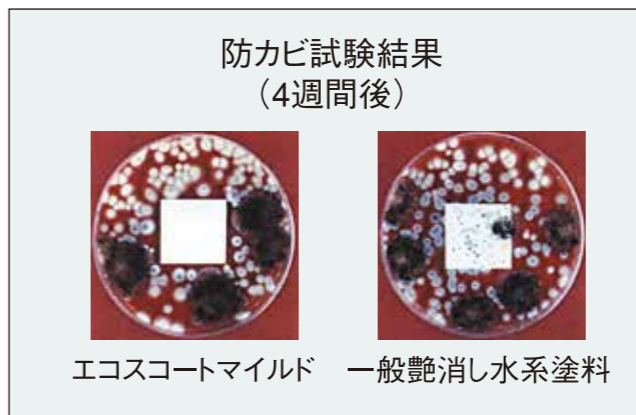 防カビ試験結果
（4週間後）
エコスコートマイルド
一般艶消し水系塗料